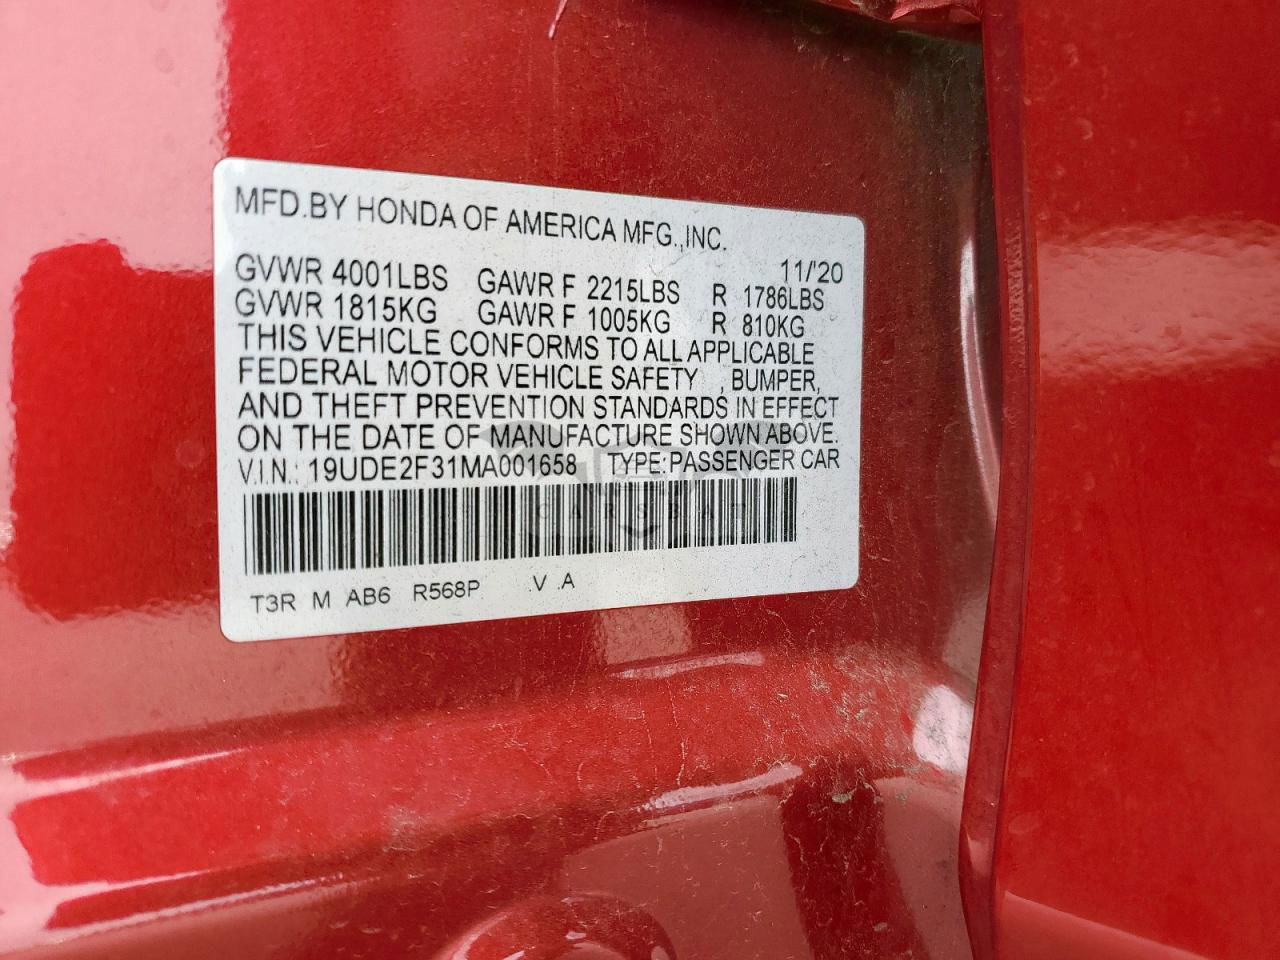 MFD.BY HONDA OF AMERICA MFG.,INC.
11/'20
GVWR 4001LBS GAWR F 2215LBS R 1786LBS
GVWR 1815KG GAWR F 1005KG R 810KG
THIS VEHICLE CONFORMS TO ALL APPLICABLE
FEDERAL MOTOR VEHICLE SAFETY , BUMPER,
AND THEFT PREVENTION STANDARDS IN EFFECT
ON THE DATE OF MANUFACTURE SHOWN ABOVE.
V.I.N.: 19UDE2F31MA001658 TYPE:PASSENGER CAR
CARSBAT
T3R M AB6 R568P .V .A